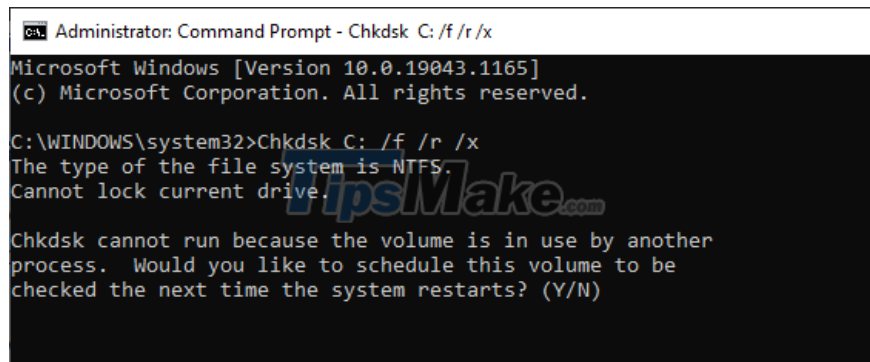 Administrator: Command Prompt - Chkdsk  C: /f /r /x
Microsoft Windows [Version 10.0.19043.1165]
(c) Microsoft Corporation. All rights reserved.
C:\WINDOWS\system32>Chkdsk C: /f /r /x
The type of the file system is NTFS.
Cannot lock current drive.
TipsMake.com
Chkdsk cannot run because the volume is in use by another
process.  Would you like to schedule this volume to be
checked the next time the system restarts? (Y/N)